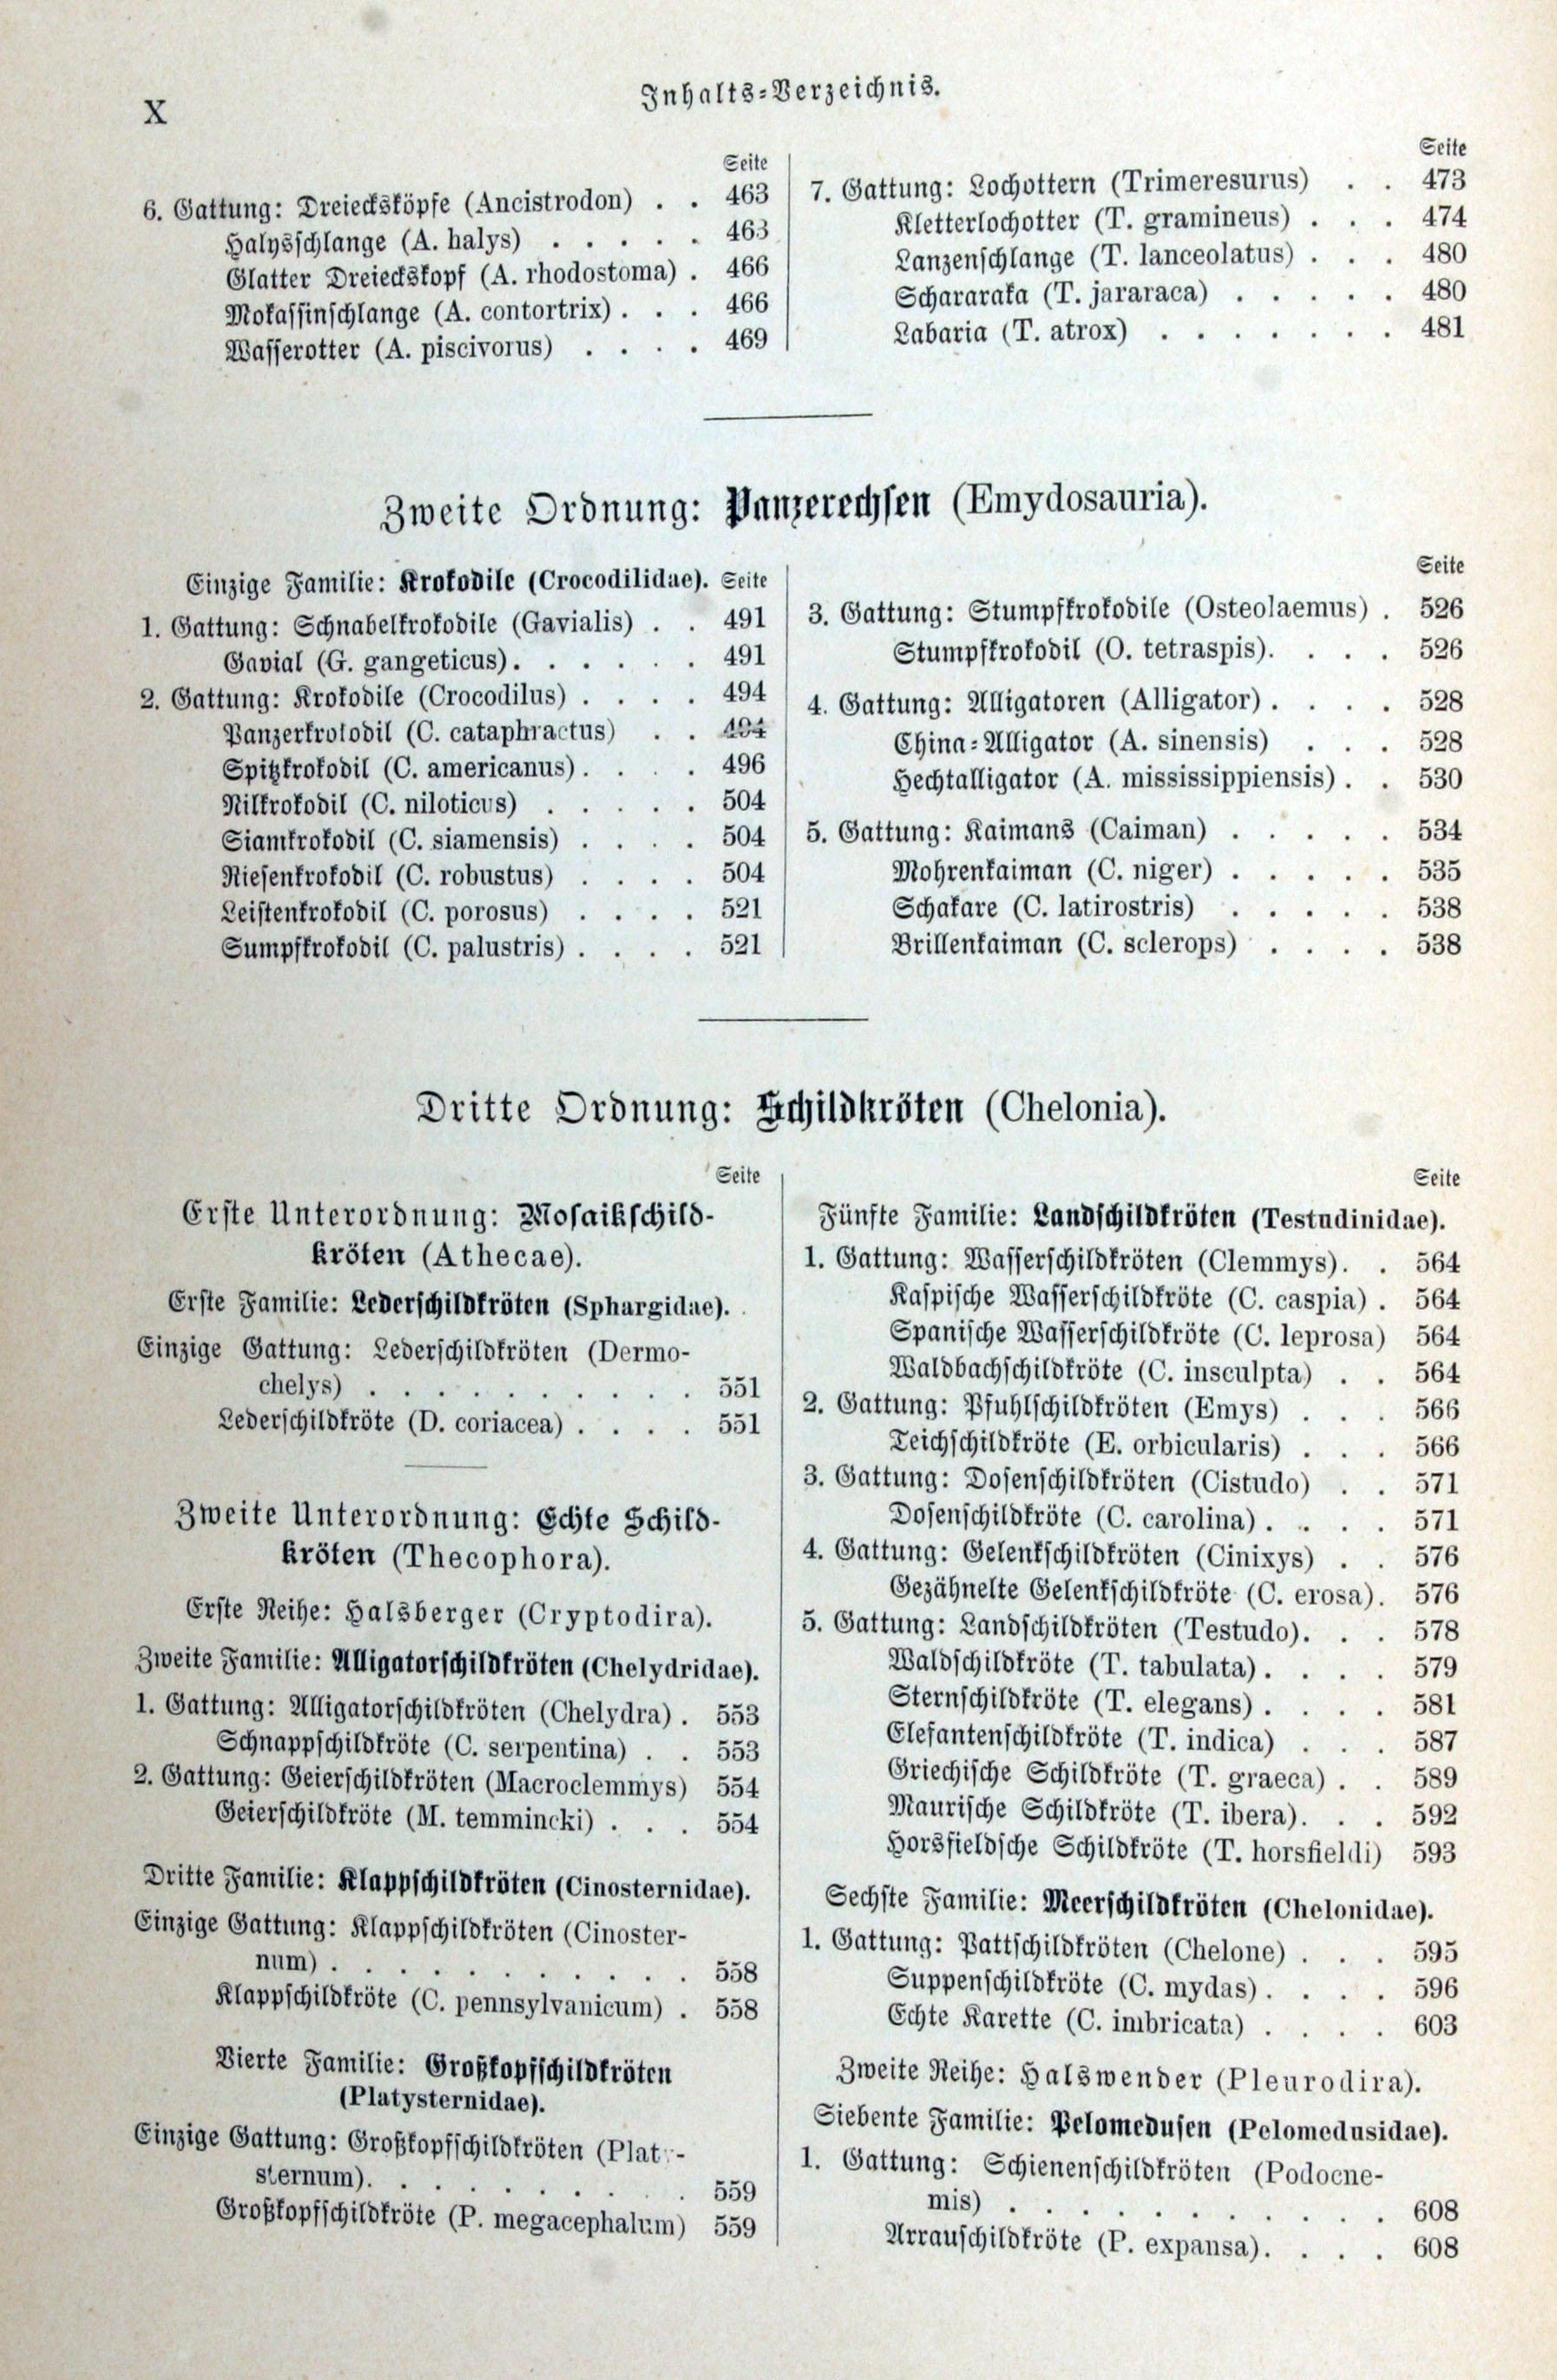 X
Inhalts-Verzeichnis.
Seite
6. Gattung: Dreiecksköpfe (Ancistrodon) . . 463
Halysschlange (A. halys) . . . . . 463
Glatter Dreieckskopf (A. rhodostoma) . 466
Mokassinschlange (A. contortrix) . . . 466
Wasserotter (A. piscivorus) . . . . 469
Seite
7. Gattung: Lochottern (Trimeresurus) . . 473
Kletterlochotter (T. gramineus) . . . 474
Lanzenschlange (T. lanceolatus) . . . 480
Schararaka (T. jararaca) . . . . . 480
Labaria (T. atrox) . . . . . . . 481
Zweite Ordnung: Panzerechsen (Emydosauria).
Einzige Familie: Krokodile (Crocodilidae). Seite
1. Gattung: Schnabelkrokodile (Gavialis) . . 491
Gavial (G. gangeticus) . . . . . . 491
2. Gattung: Krokodile (Crocodilus) . . . . 494
Panzerkrokodil (C. cataphractus) . . 494
Spitzkrokodil (C. americanus) . . . . 496
Nilkrokodil (C. niloticus) . . . . . 504
Siamkrokodil (C. siamensis) . . . . 504
Riesenkrokodil (C. robustus) . . . . 504
Leistenkrokodil (C. porosus) . . . . 521
Sumpfkrokodil (C. palustris) . . . . 521
Seite
3. Gattung: Stumpfkrokodile (Osteolaemus) . 526
Stumpfkrokodil (O. tetraspis). . . . 526
4. Gattung: Alligatoren (Alligator) . . . . 528
China-Alligator (A. sinensis) . . . 528
Hechtalligator (A. mississippiensis) . . 530
5. Gattung: Kaimans (Caiman) . . . . . 534
Mohrenkaiman (C. niger) . . . . . 535
Schakare (C. latirostris) . . . . . 538
Brillenkaiman (C. sclerops) . . . . 538
Dritte Ordnung: Schildkröten (Chelonia).
Seite
Erste Unterordnung: Mosaikschild-
kröten (Athecae).
Erste Familie: Lederschildkröten (Sphargidae).
Einzige Gattung: Lederschildkröten (Dermo-
chelys) . . . . . . . . . . 551
Lederschildkröte (D. coriacea) . . . . 551
Zweite Unterordnung: Echte Schild-
kröten (Thecophora).
Erste Reihe: Halsberger (Cryptodira).
Zweite Familie: Alligatorschildkröten (Chelydridae).
1. Gattung: Alligatorschildkröten (Chelydra) . 553
Schnappschildkröte (C. serpentina) . . 553
2. Gattung: Geierschildkröten (Macroclemmys) 554
Geierschildkröte (M. temmincki) . . . 554
Dritte Familie: Klappschildkröten (Cinosternidae).
Einzige Gattung: Klappschildkröten (Cinoster-
num) . . . . . . . . . . . 558
Klappschildkröte (C. pennsylvanicum) . 558
Vierte Familie: Großkopfschildkröten
(Platysternidae).
Einzige Gattung: Großkopfschildkröten (Platy-
sternum). . . . . . . . . . 559
Großkopfschildkröte (P. megacephalum) 559
Seite
Fünfte Familie: Landschildkröten (Testudinidae).
1. Gattung: Wasserschildkröten (Clemmys). . 564
Kaspische Wasserschildkröte (C. caspia) . 564
Spanische Wasserschildkröte (C. leprosa) 564
Waldbachschildkröte (C. insculpta) . . 564
2. Gattung: Pfuhlschildkröten (Emys) . . . 566
Teichschildkröte (E. orbicularis) . . . 566
3. Gattung: Dosenschildkröten (Cistudo) . . 571
Dosenschildkröte (C. carolina) . . . . 571
4. Gattung: Gelenkschildkröten (Cinixys) . . 576
Gezähnelte Gelenkschildkröte (C. erosa). 576
5. Gattung: Landschildkröten (Testudo). . . 578
Waldschildkröte (T. tabulata) . . . . 579
Sternschildkröte (T. elegans) . . . . 581
Elefantenschildkröte (T. indica) . . . 587
Griechische Schildkröte (T. graeca) . . 589
Maurische Schildkröte (T. ibera). . . 592
Horsfieldsche Schildkröte (T. horsfieldi) 593
Sechste Familie: Meerschildkröten (Chelonidae).
1. Gattung: Pattschildkröten (Chelone) . . . 595
Suppenschildkröte (C. mydas) . . . . 596
Echte Karette (C. imbricata) . . . . 603
Zweite Reihe: Halswender (Pleurodira).
Siebente Familie: Pelomedusen (Pelomedusidae).
1. Gattung: Schienenschildkröten (Podocne-
mis) . . . . . . . . . . . 608
Arrauschildkröte (P. expansa). . . . 608